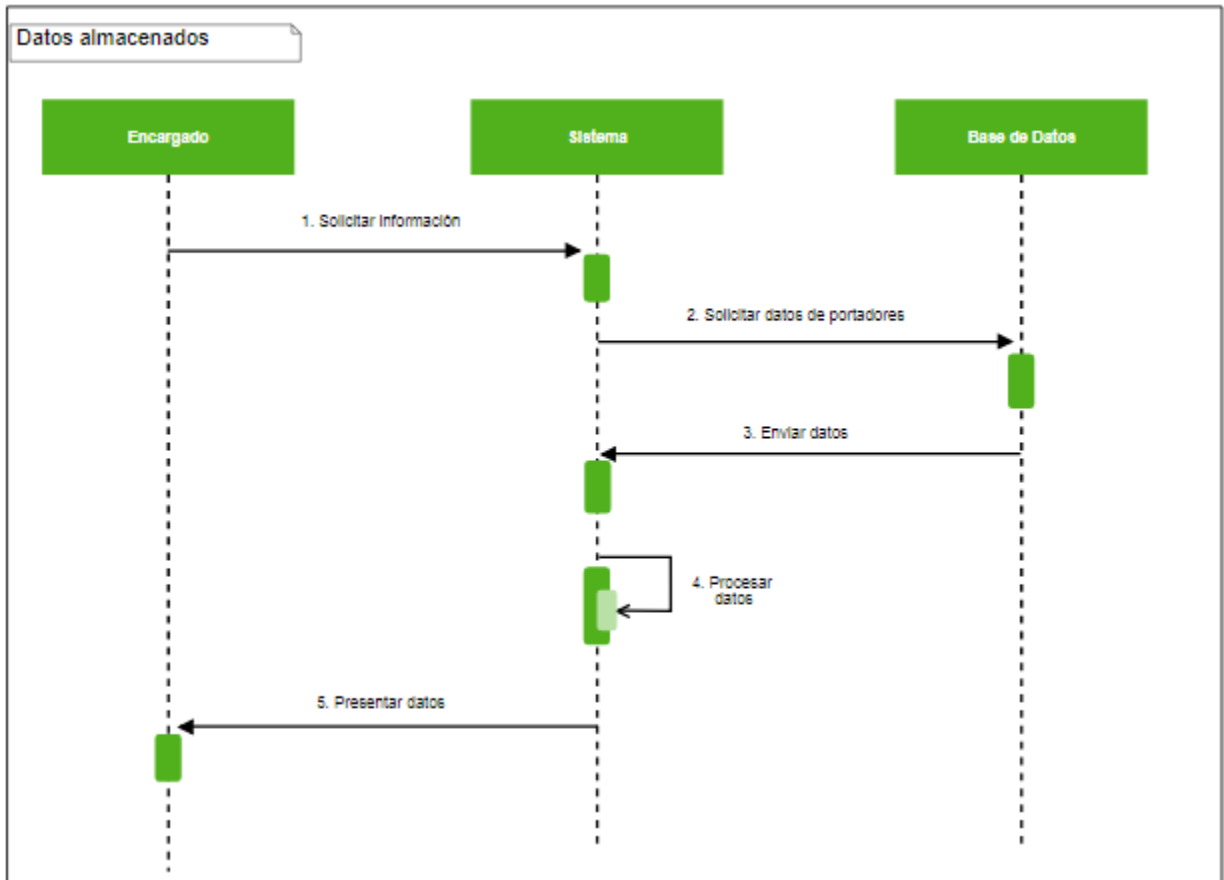 Datos almacenados
Encargado
Sistema
Base de Datos
1. Solicitar información
2. Solicitar datos de portadores
3. Enviar datos
4. Procesar
datos
5. Presentar datos